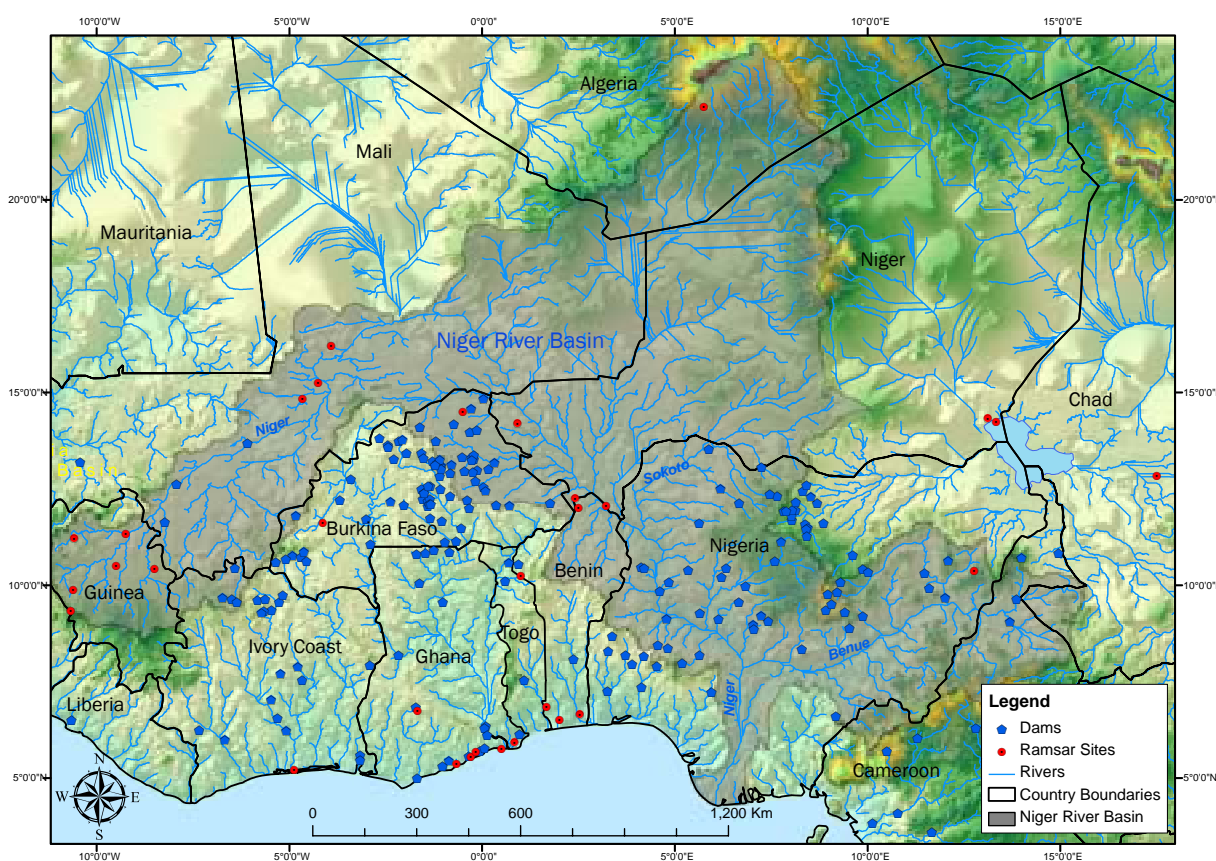 10°0'0"W 5°0'0"W 0°0'0" 5°0'0"E 10°0'0"E 15°0'0"E
Algeria
Mali
20°0'0"N 20°0'0"N
Mauritania
Niger
Niger River Basin
15°0'0"N 15°0'0"N
Chad
Niger
Sokoto
Burkina Faso
Nigeria
Benin
10°0'0"N 10°0'0"N
Guinea
Togo
Ivory Coast
Ghana
Benue
Niger
Liberia
Legend
Dams
Ramsar Sites
Rivers
Country Boundaries
Niger River Basin
Cameroon
5°0'0"N 5°0'0"N
N
W E
S
0 300 600 1,200 Km
10°0'0"W 5°0'0"W 0°0'0" 5°0'0"E 10°0'0"E 15°0'0"E